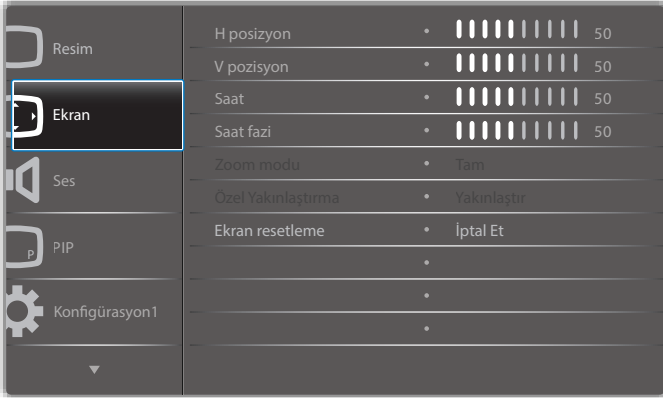 Resim
Ekran
Ses
P
PIP
Konfigürasyon1
H posizyon • 50
V pozisyon • 50
Saat • 50
Saat fazi • 50
Zoom modu • Tam
Özel Yakınlaştırma • Yakınlaştır
Ekran resetleme • İptal Et